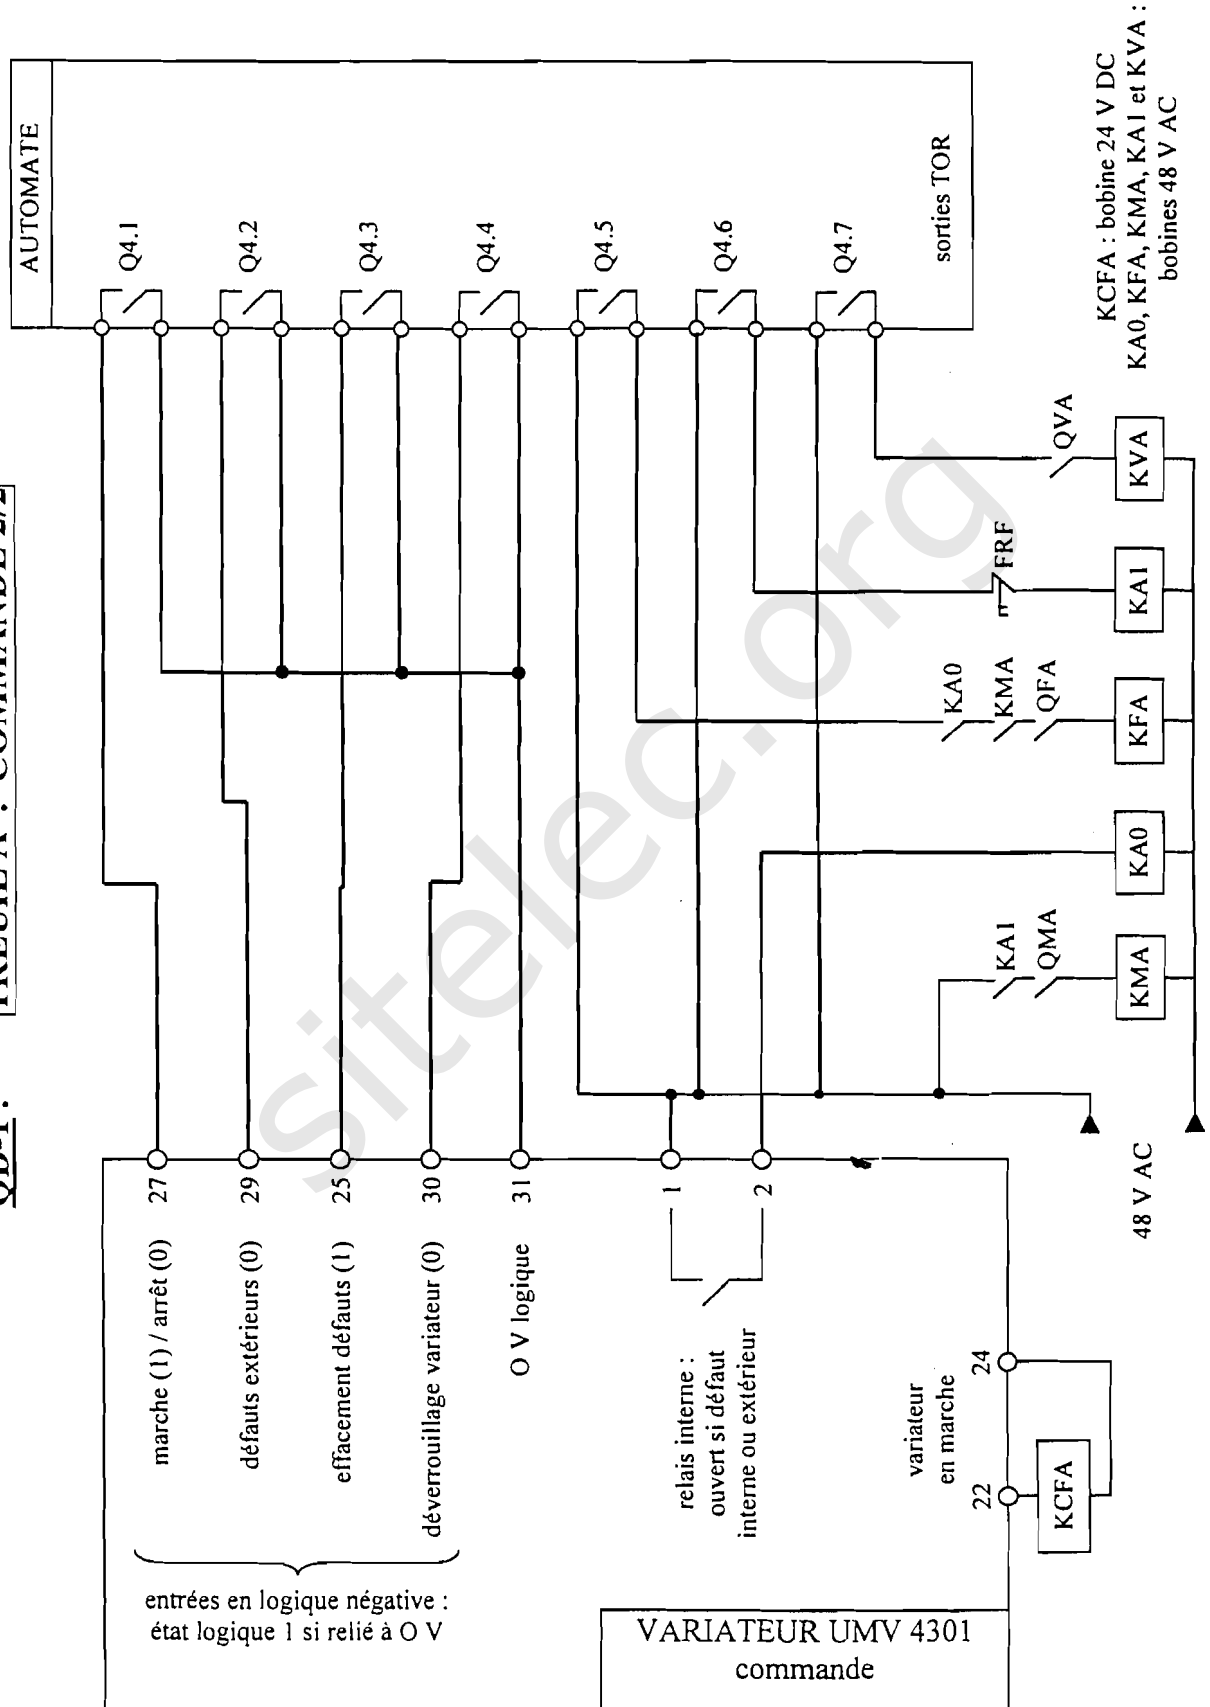 TREUIL A : COMMANDE 2/2
AUTOMATE
Q4.1
Q4.2
Q4.3
Q4.4
Q4.5
Q4.6
Q4.7
sorties TOR
KCFA : bobine 24 V DC
KA0, KFA, KMA, KA1 et KVA :
bobines 48 V AC
QVA
KVA
FRF
KA1
KA0
KMA
QFA
KFA
KA0
KA1
QMA
KMA
48 V AC
27
29
25
30
31
1
2
marche (1) / arrêt (0)
défauts extérieurs (0)
effacement défauts (1)
déverrouillage variateur (0)
O V logique
relais interne :
ouvert si défaut
interne ou extérieur
variateur
en marche
24
22
KCFA
entrées en logique négative :
état logique 1 si relié à O V
VARIATEUR UMV 4301
commande
sitelec.org